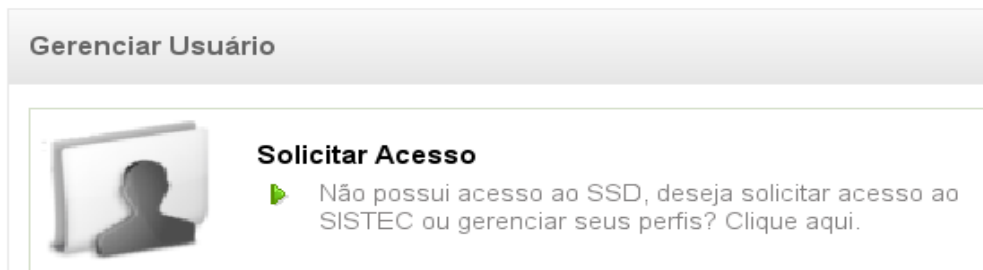 Gerenciar Usuário
Solicitar Acesso
Não possui acesso ao SSD, deseja solicitar acesso ao
SISTEC ou gerenciar seus perfis? Clique aqui.